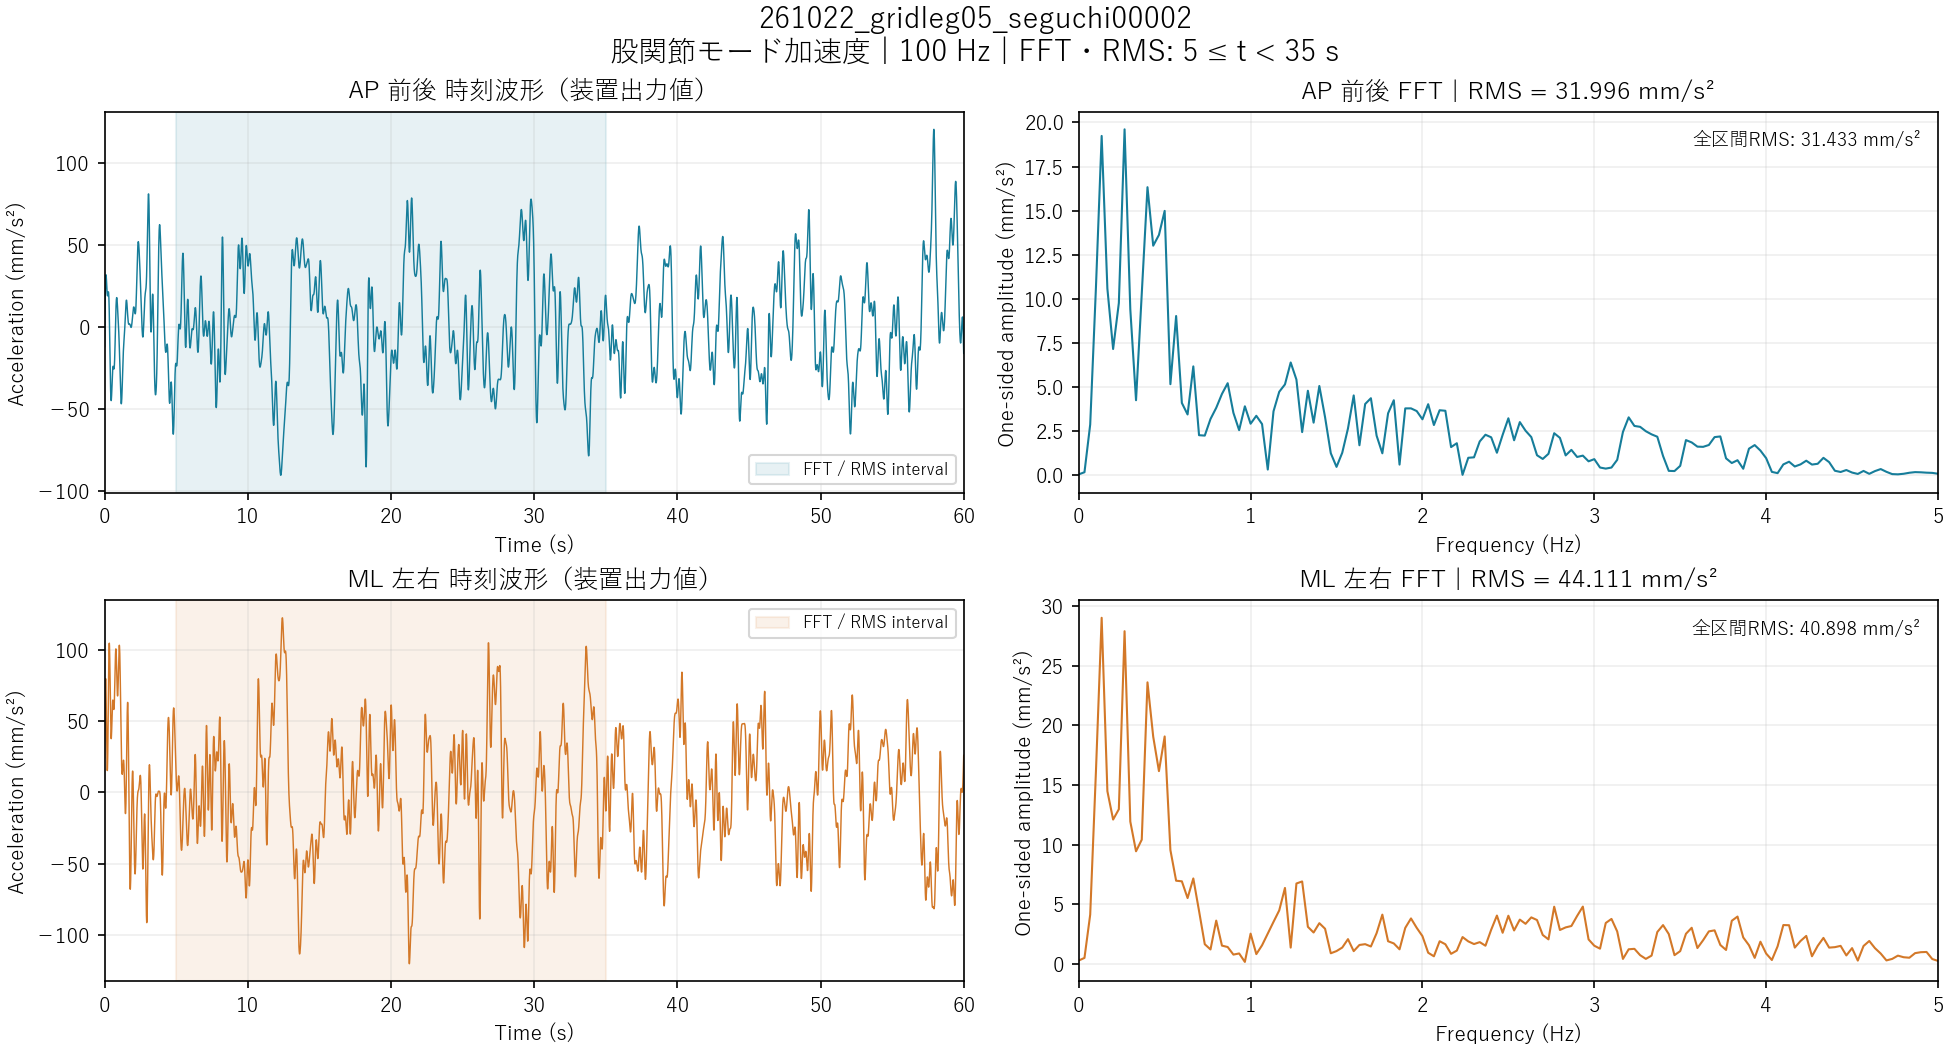 261022_gridleg05_seguchi00002
股関節モード加速度 | 100 Hz | FFT・RMS: 5 ≤ t < 35 s
AP 前後 時刻波形（装置出力値）
Acceleration (mm/s²)
100
50
0
−50
−100
0
10
20
30
40
50
60
Time (s)
FFT / RMS interval
AP 前後 FFT | RMS = 31.996 mm/s²
全区間RMS: 31.433 mm/s²
One-sided amplitude (mm/s²)
20.0
17.5
15.0
12.5
10.0
7.5
5.0
2.5
0.0
0
1
2
3
4
5
Frequency (Hz)
ML 左右 時刻波形（装置出力値）
FFT / RMS interval
Acceleration (mm/s²)
100
50
0
−50
−100
0
10
20
30
40
50
60
Time (s)
ML 左右 FFT | RMS = 44.111 mm/s²
全区間RMS: 40.898 mm/s²
One-sided amplitude (mm/s²)
30
25
20
15
10
5
0
0
1
2
3
4
5
Frequency (Hz)